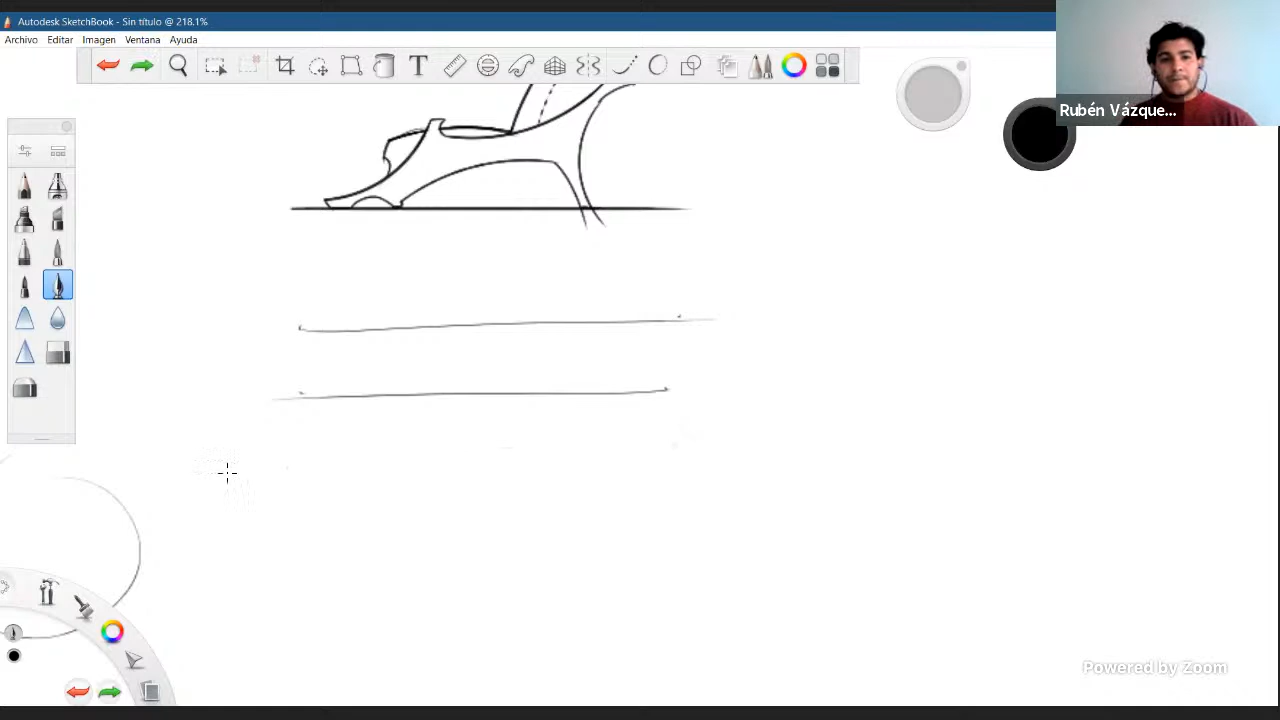 Autodesk SketchBook - Sin título @ 218.1%
Archivo Editar Imagen Ventana Ayuda
T
Rubén Vázque...
Powered by Zoom